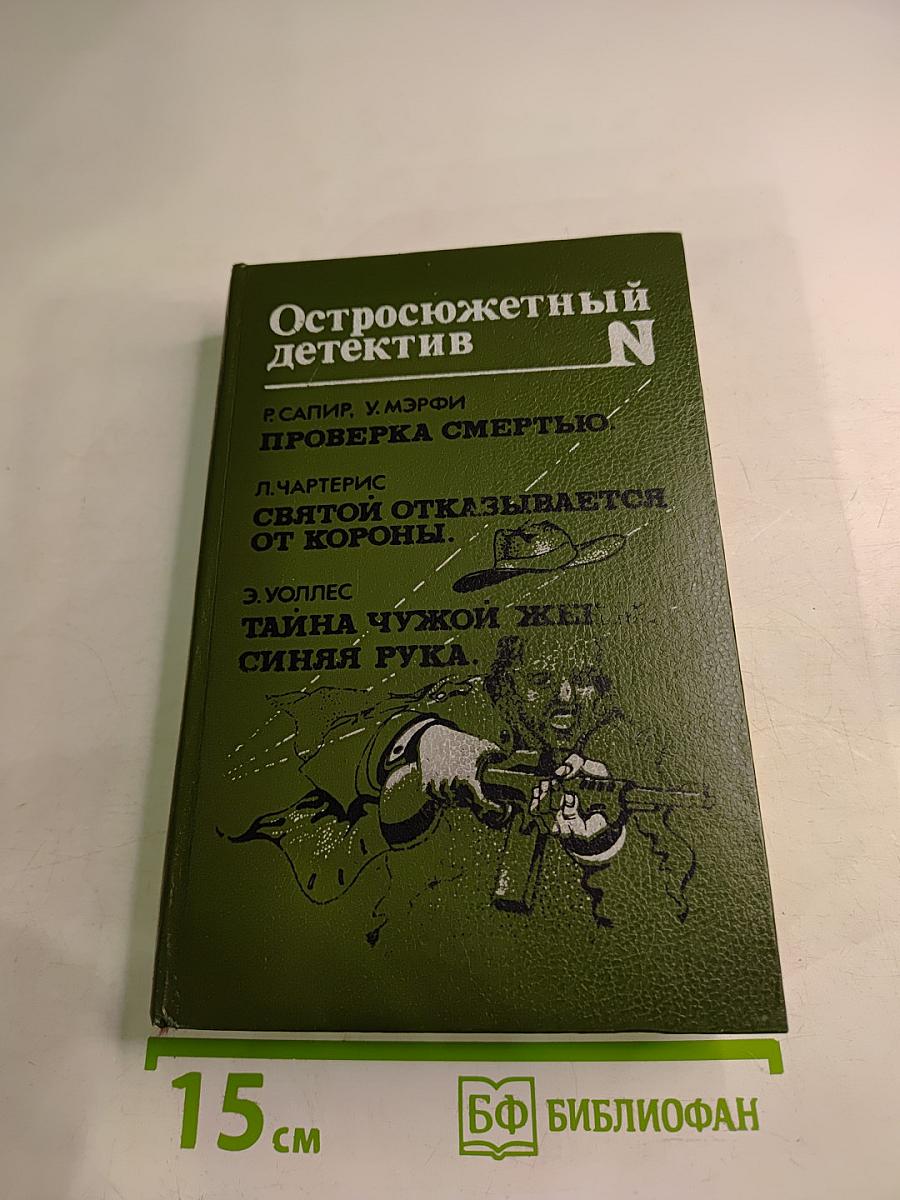 Остросюжетный
детектив
N
Р. САПИР, У. МЭРФИ
ПРОВЕРКА СМЕРТЬЮ.
Л. ЧАРТЕРИС
СВЯТОЙ ОТКАЗЫВАЕТСЯ
ОТ КОРОНЫ.
Э. УОЛЛЕС
ТАЙНА ЧУЖОЙ
СИНЯЯ РУКА.
15 см
БФ БИБЛИОФАН